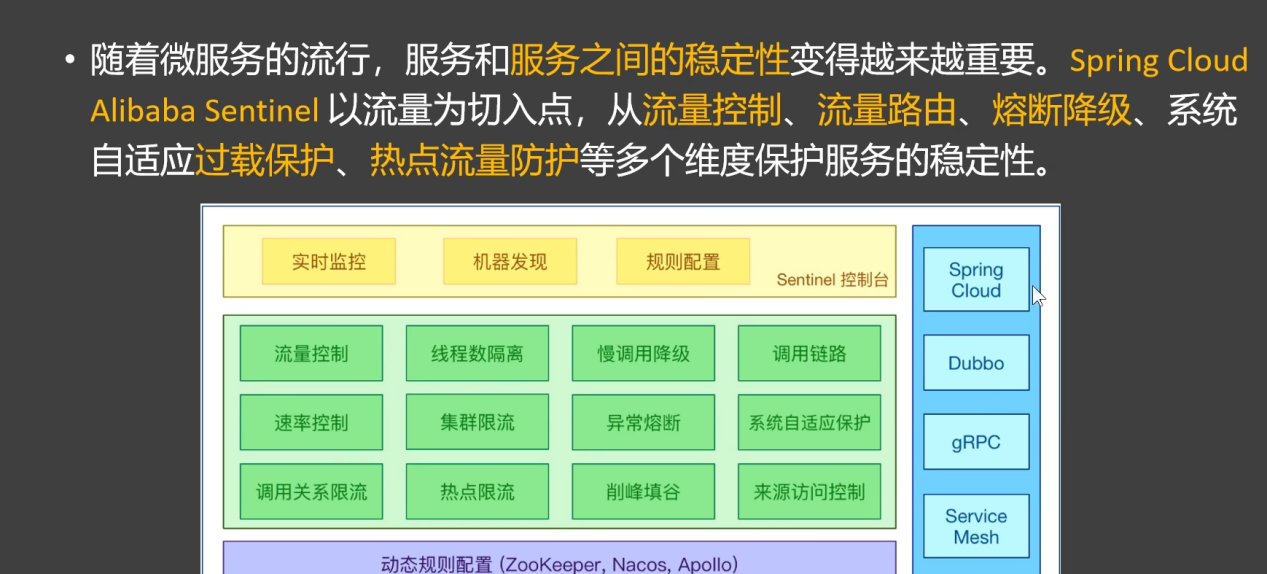 • 随着微服务的流行，服务和服务之间的稳定性变得越来越重要。Spring Cloud
Alibaba Sentinel 以流量为切入点，从流量控制、流量路由、熔断降级、系统
自适应过载保护、热点流量防护等多个维度保护服务的稳定性。
实时监控 机器发现 规则配置
Sentinel 控制台
流量控制 线程数隔离 慢调用降级 调用链路
速率控制 集群限流 异常熔断 系统自适应保护
调用关系限流 热点限流 削峰填谷 来源访问控制
动态规则配置 (ZooKeeper, Nacos, Apollo)
Spring
Cloud
Dubbo
gRPC
Service
Mesh